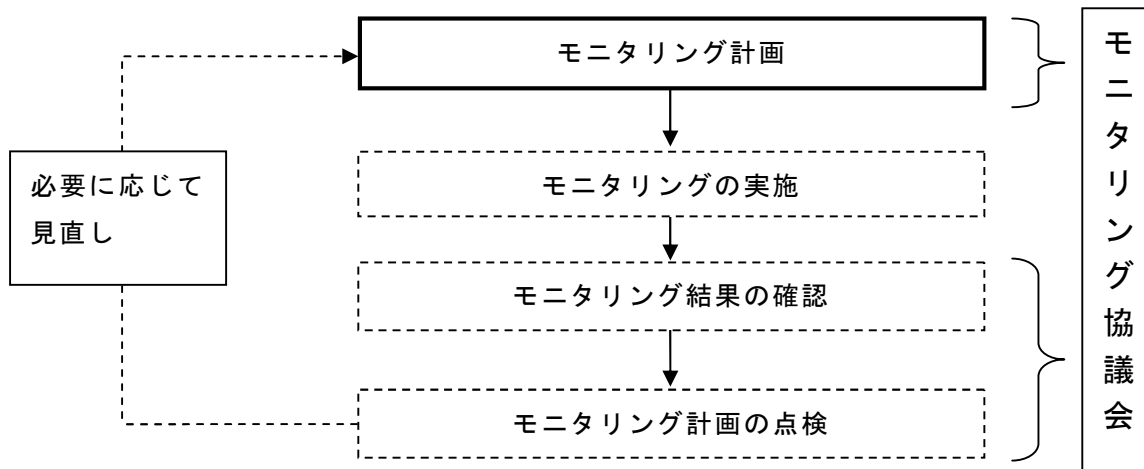 モニタリング計画
モニタリングの実施
モニタリング結果の確認
モニタリング計画の点検
必要に応じて
見直し
モニタリング協議会